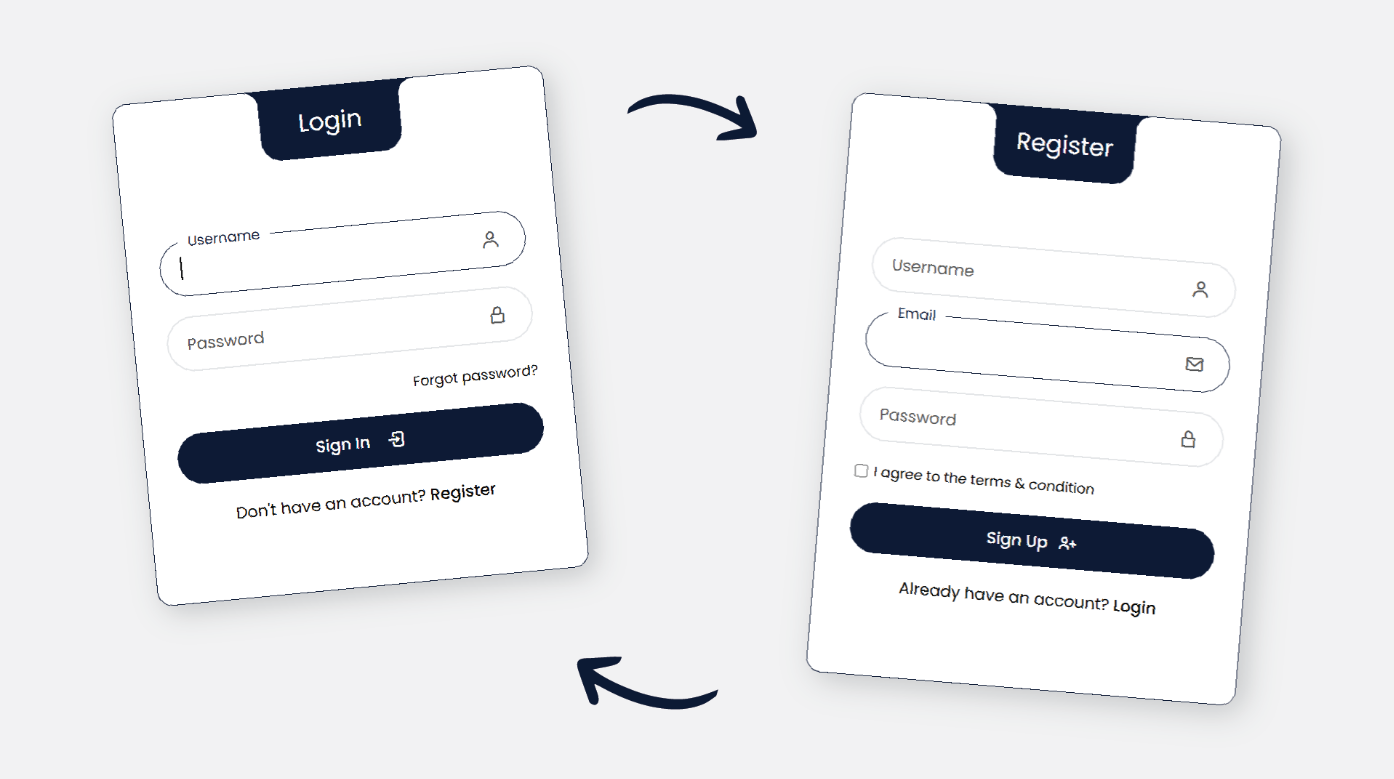 Login
Username
Password
Forgot password?
Sign In
Don't have an account? Register
Register
Username
Email
Password
I agree to the terms & condition
Sign Up
Already have an account? Login